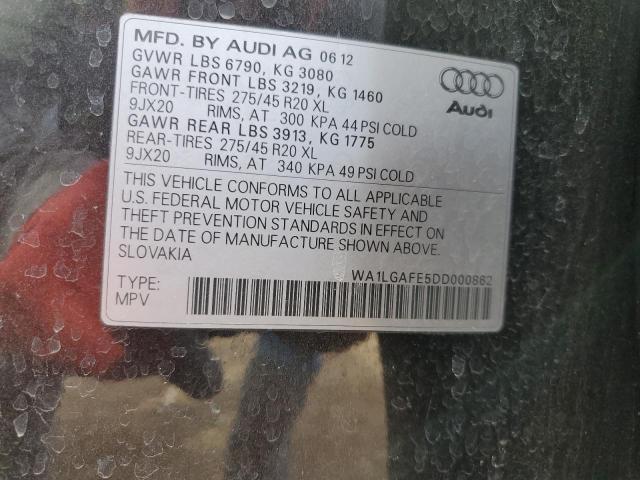 MFD. BY AUDI AG 06 12
GVWR LBS 6790, KG 3080
GAWR FRONT LBS 3219, KG 1460
FRONT-TIRES 275/45 R20 XL
9JX20 RIMS, AT 300 KPA 44 PSI COLD
GAWR REAR LBS 3913, KG 1775
REAR-TIRES 275/45 R20 XL
9JX20 RIMS, AT 340 KPA 49 PSI COLD
Audi
THIS VEHICLE CONFORMS TO ALL APPLICABLE
U.S. FEDERAL MOTOR VEHICLE SAFETY AND
THEFT PREVENTION STANDARDS IN EFFECT ON
THE DATE OF MANUFACTURE SHOWN ABOVE.
SLOVAKIA
WA1LGAFE5DD000862
TYPE:
MPV